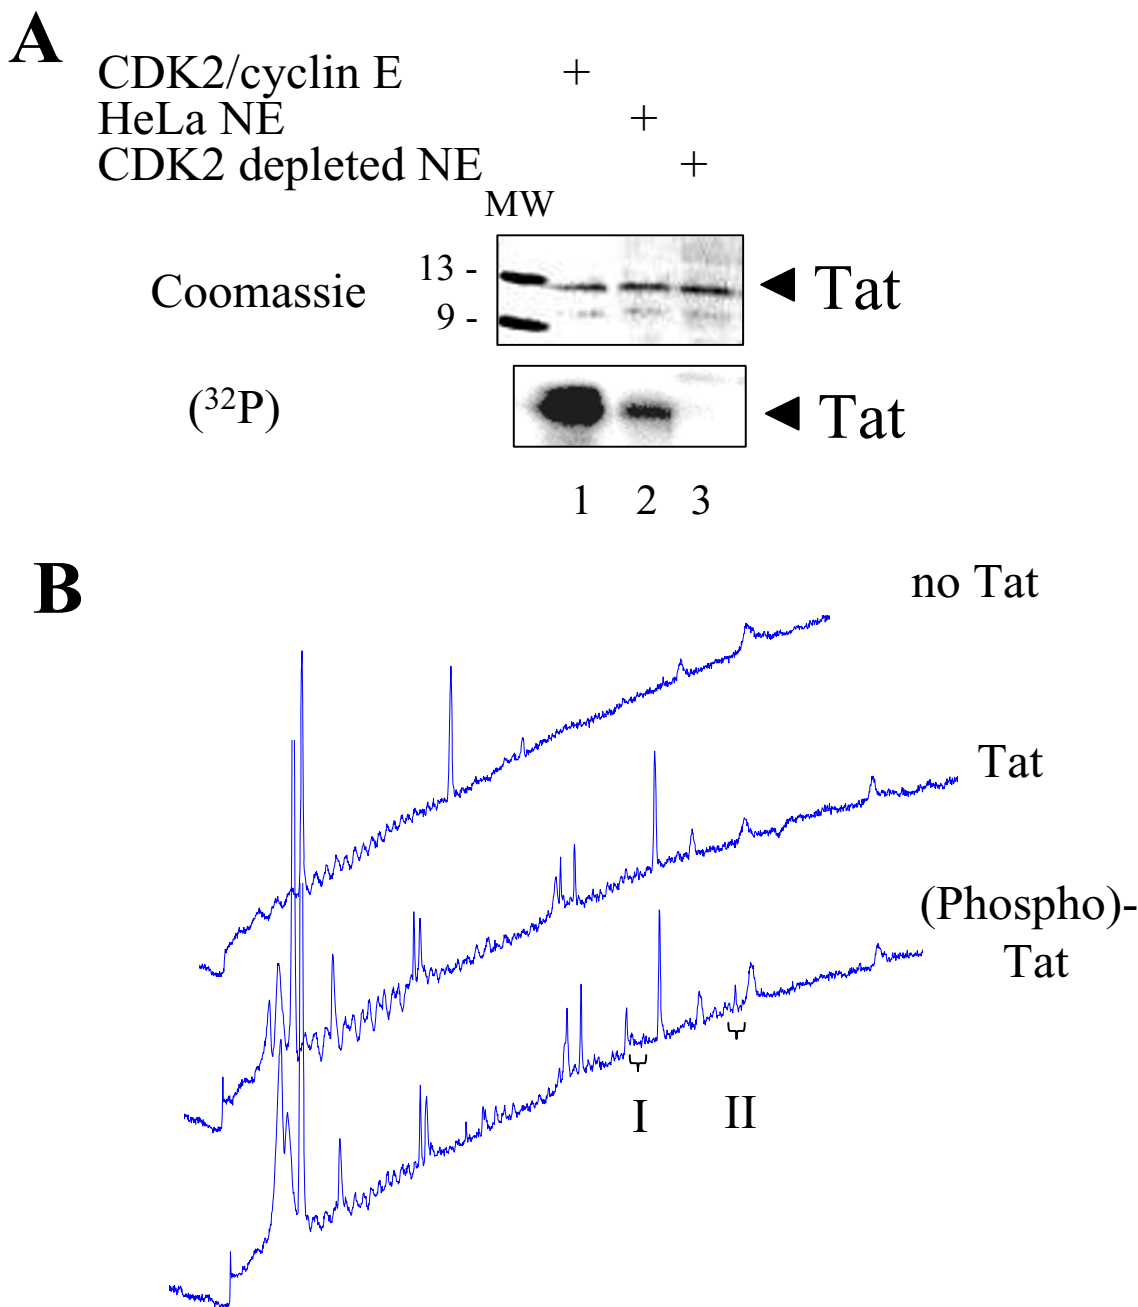 A
CDK2/cyclin E +
HeLa NE +
CDK2 depleted NE +
MW
13 -
Coomassie
9 -
Tat
(32P)
Tat
1 2 3
B
no Tat
Tat
(Phospho)-
Tat
I II